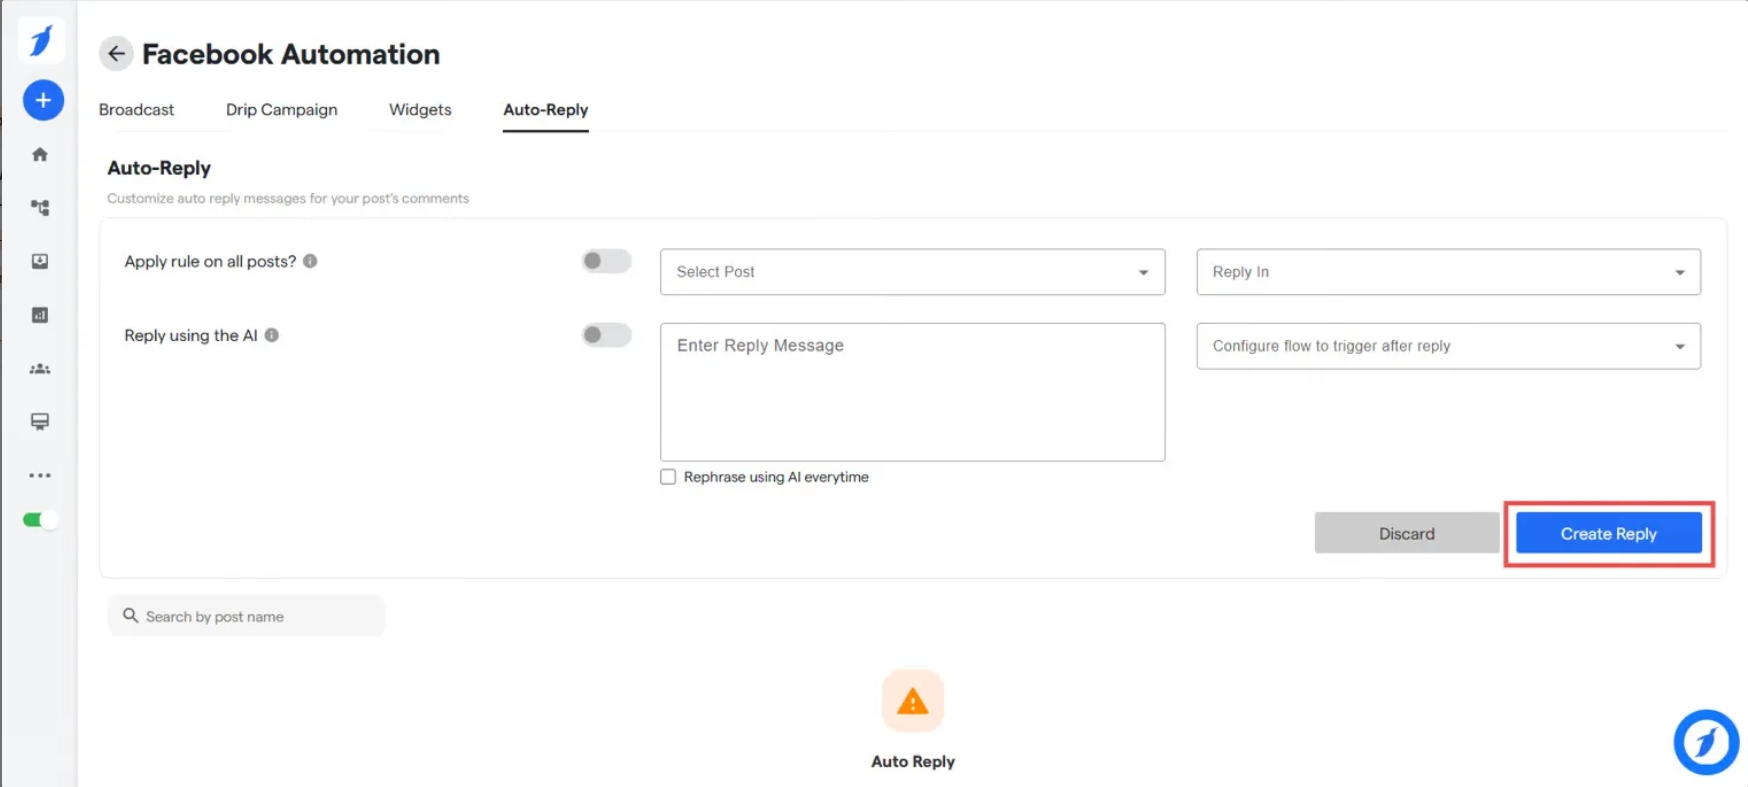 Facebook Automation
Broadcast
Drip Campaign
Widgets
Auto-Reply
Auto-Reply
Customize auto reply messages for your post's comments
Apply rule on all posts?
Select Post
Reply In
Reply using the AI
Enter Reply Message
Configure flow to trigger after reply
Rephrase using AI everytime
Discard
Create Reply
Search by post name
Auto Reply